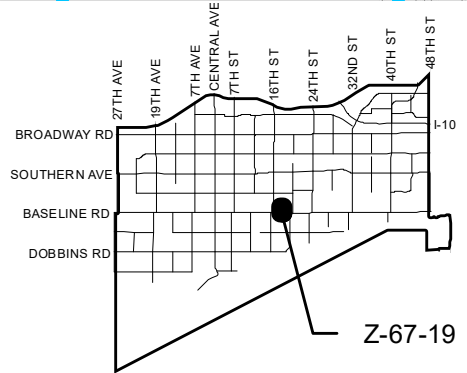 27TH AVE
19TH AVE
7TH AVE
CENTRAL AVE
7TH ST
16TH ST
24TH ST
32ND ST
40TH ST
48TH ST
BROADWAY RD
I-10
SOUTHERN AVE
BASELINE RD
DOBBINS RD
Z-67-19